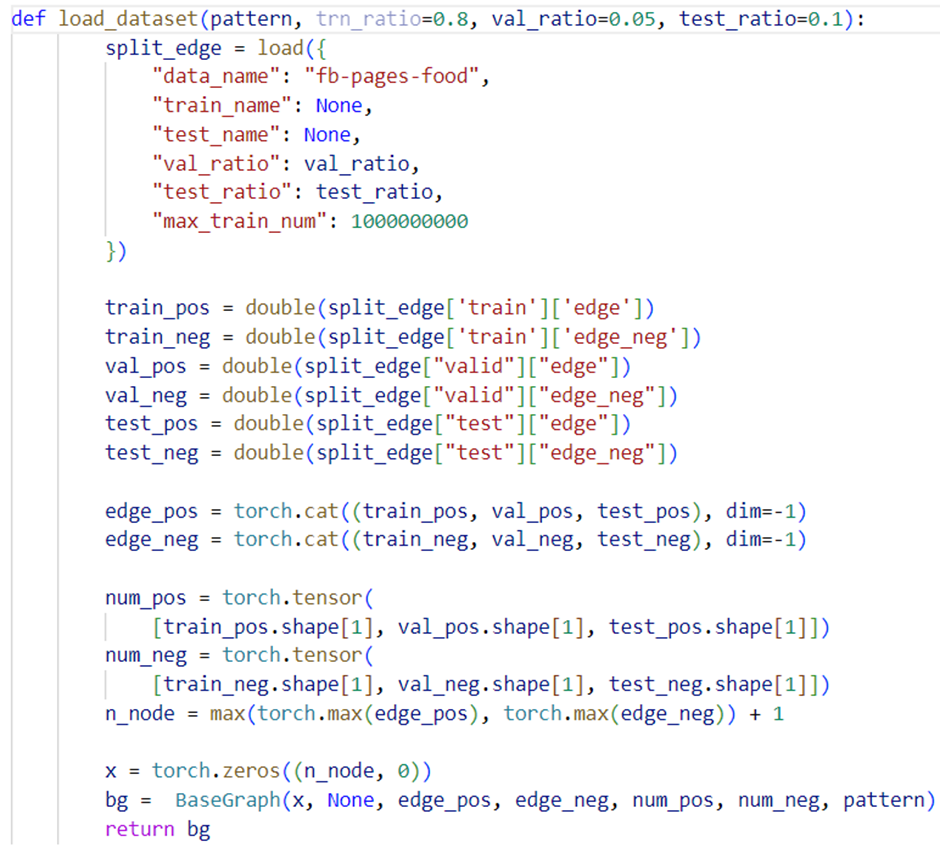 def load_dataset(pattern, trn_ratio=0.8, val_ratio=0.05, test_ratio=0.1):
        split_edge = load({
            "data_name": "fb-pages-food",
            "train_name": None,
            "test_name": None,
            "val_ratio": val_ratio,
            "test_ratio": test_ratio,
            "max_train_num": 1000000000
        })

        train_pos = double(split_edge['train']['edge'])
        train_neg = double(split_edge['train']['edge_neg'])
        val_pos = double(split_edge["valid"]["edge"])
        val_neg = double(split_edge["valid"]["edge_neg"])
        test_pos = double(split_edge["test"]["edge"])
        test_neg = double(split_edge["test"]["edge_neg"])

        edge_pos = torch.cat((train_pos, val_pos, test_pos), dim=-1)
        edge_neg = torch.cat((train_neg, val_neg, test_neg), dim=-1)

        num_pos = torch.tensor(
            [train_pos.shape[1], val_pos.shape[1], test_pos.shape[1]])
        num_neg = torch.tensor(
            [train_neg.shape[1], val_neg.shape[1], test_neg.shape[1]])
        n_node = max(torch.max(edge_pos), torch.max(edge_neg)) + 1

        x = torch.zeros((n_node, 0))
        bg =  BaseGraph(x, None, edge_pos, edge_neg, num_pos, num_neg, pattern)
        return bg